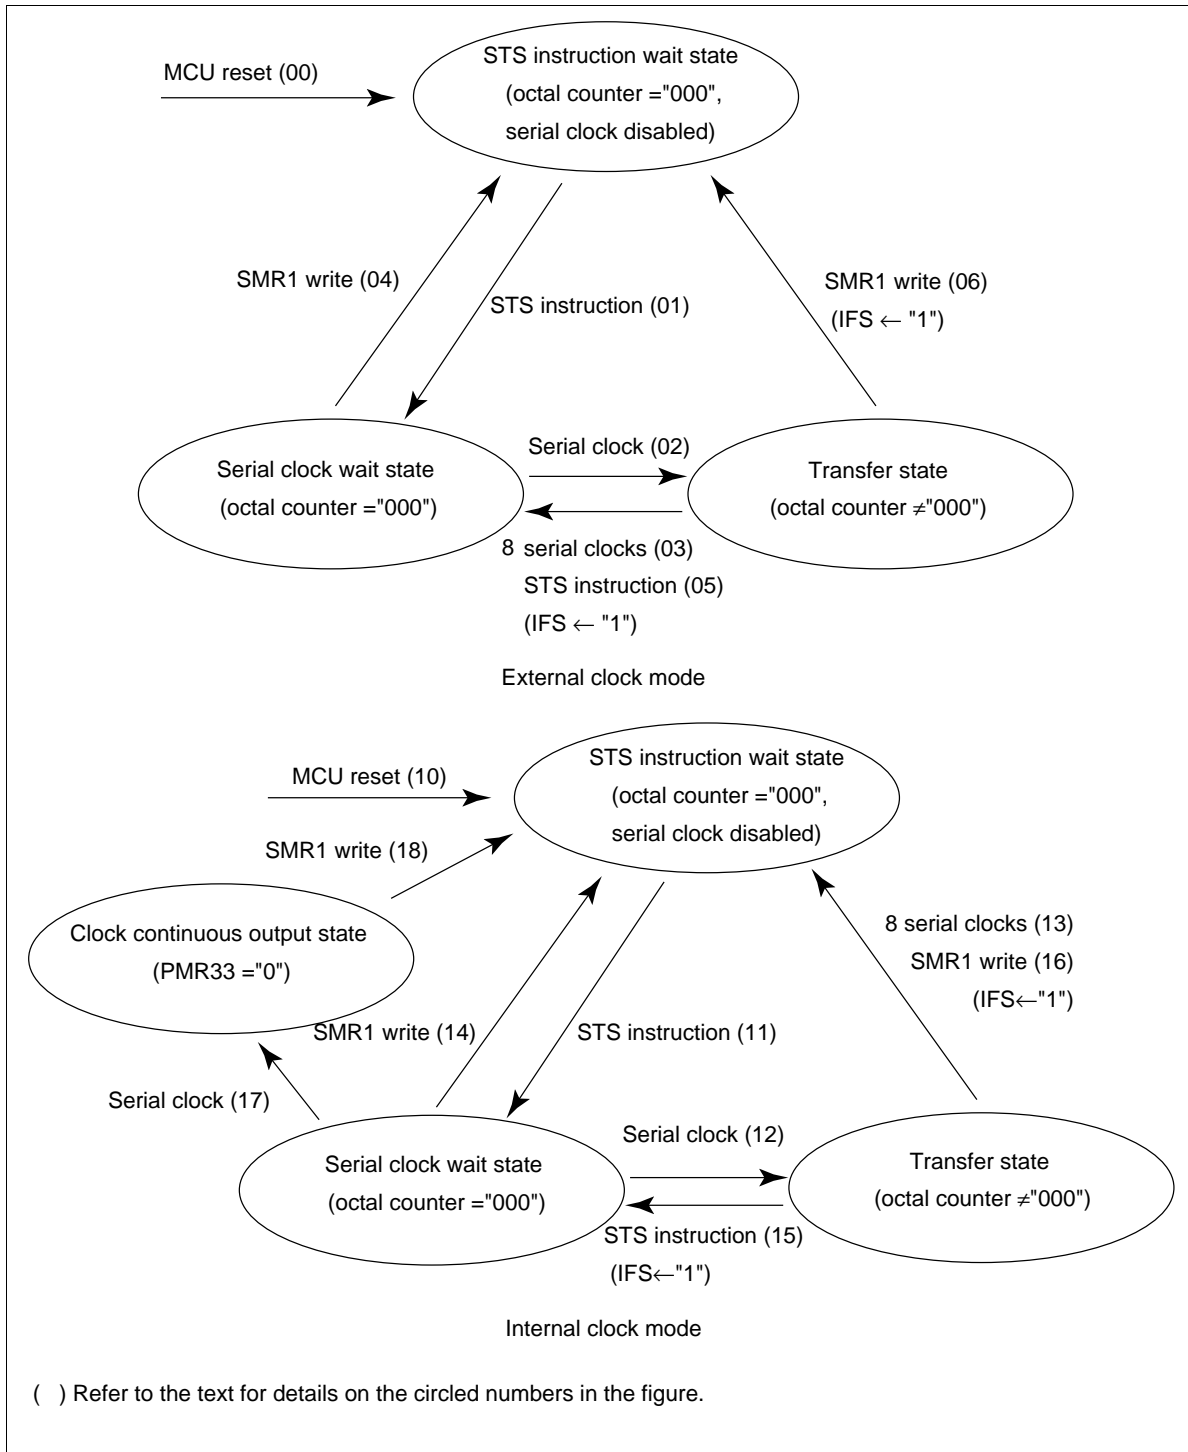 STS instruction wait state
MCU reset (00)
(octal counter ="000",
serial clock disabled)
SMR1 write (04)
STS instruction (01)
SMR1 write (06)
(IFS ← "1")
Serial clock wait state
(octal counter ="000")
Serial clock (02)
Transfer state
(octal counter ≠"000")
8 serial clocks (03)
STS instruction (05)
(IFS ← "1")
External clock mode
STS instruction wait state
MCU reset (10)
(octal counter ="000",
serial clock disabled)
SMR1 write (18)
Clock continuous output state
(PMR33 ="0")
8 serial clocks (13)
SMR1 write (16)
(IFS←"1")
SMR1 write (14)
STS instruction (11)
Serial clock (17)
Serial clock (12)
Serial clock wait state
(octal counter ="000")
Transfer state
(octal counter ≠"000")
STS instruction (15)
(IFS←"1")
Internal clock mode
( ) Refer to the text for details on the circled numbers in the figure.